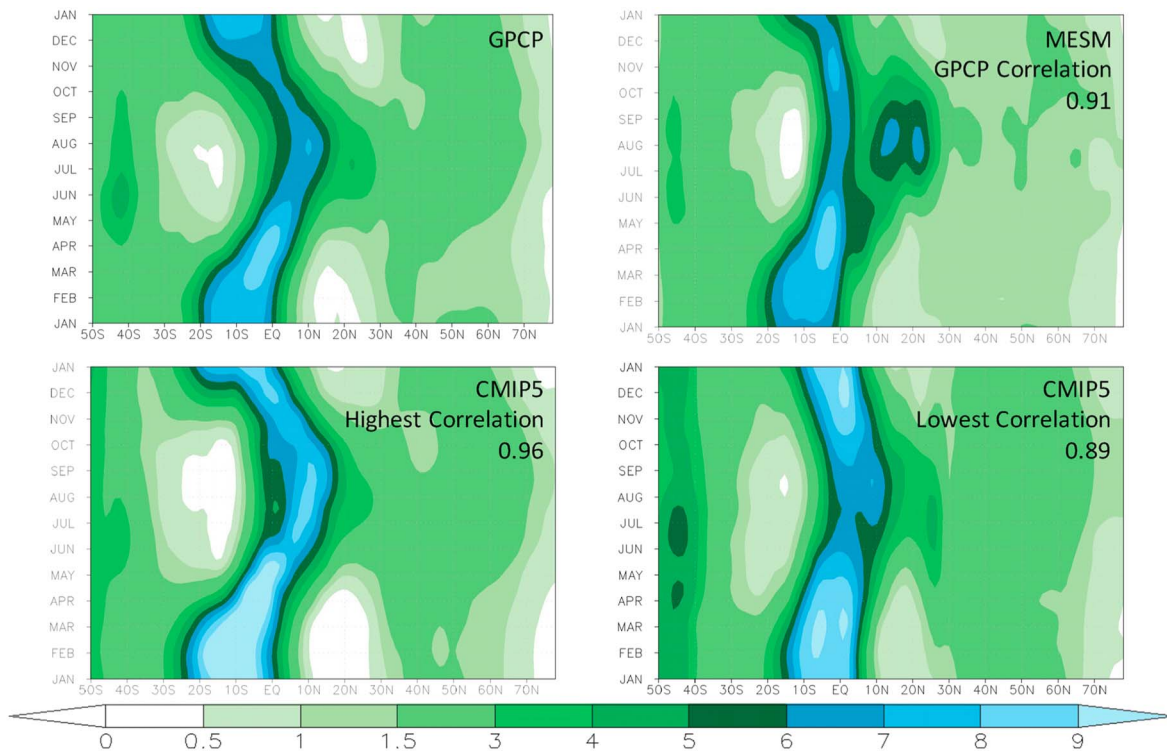 JAN
DEC
NOV
OCT
SEP
AUG
JUL
JUN
MAY
APR
MAR
FEB
JAN
50S 40S 30S 20S 10S EQ 10N 20N 30N 40N 50N 60N 70N
GPCP
JAN
DEC
NOV
OCT
SEP
AUG
JUL
JUN
MAY
APR
MAR
FEB
JAN
50S 40S 30S 20S 10S EQ 10N 20N 30N 40N 50N 60N 70N
MESM
GPCP Correlation
0.91
JAN
DEC
NOV
OCT
SEP
AUG
JUL
JUN
MAY
APR
MAR
FEB
JAN
50S 40S 30S 20S 10S EQ 10N 20N 30N 40N 50N 60N 70N
CMIP5
Highest Correlation
0.96
JAN
DEC
NOV
OCT
SEP
AUG
JUL
JUN
MAY
APR
MAR
FEB
JAN
50S 40S 30S 20S 10S EQ 10N 20N 30N 40N 50N 60N 70N
CMIP5
Lowest Correlation
0.89
0 0.5 1 1.5 3 4 5 6 7 8 9